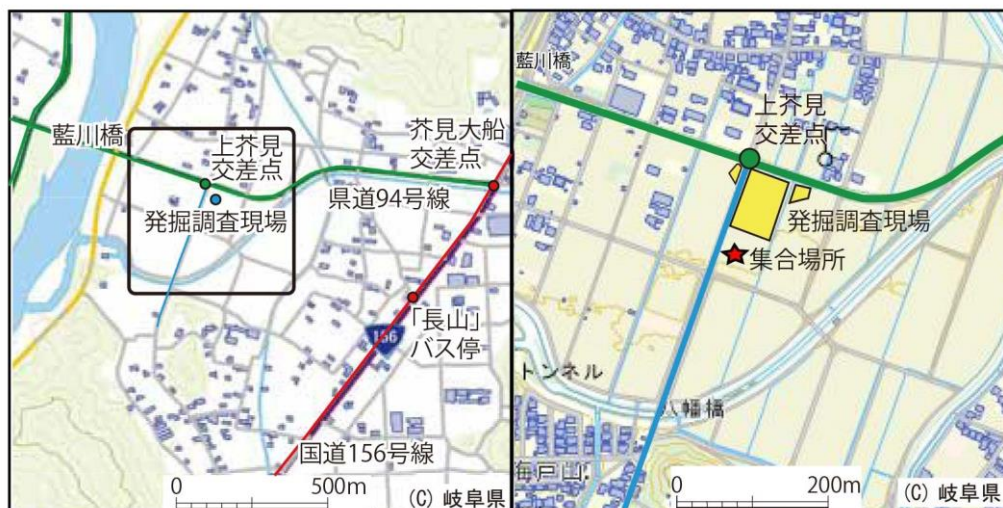 藍川橋
上芥見
交差点
発掘調査現場
芥見大船
交差点
県道94号線
「長山」
バス停
156
国道156号線
0
500m
(C) 岐阜県
藍川橋
上芥見
交差点
発掘調査現場
集合場所
トンネル
八幡橋
海戸山
0
200m
(C) 岐阜県